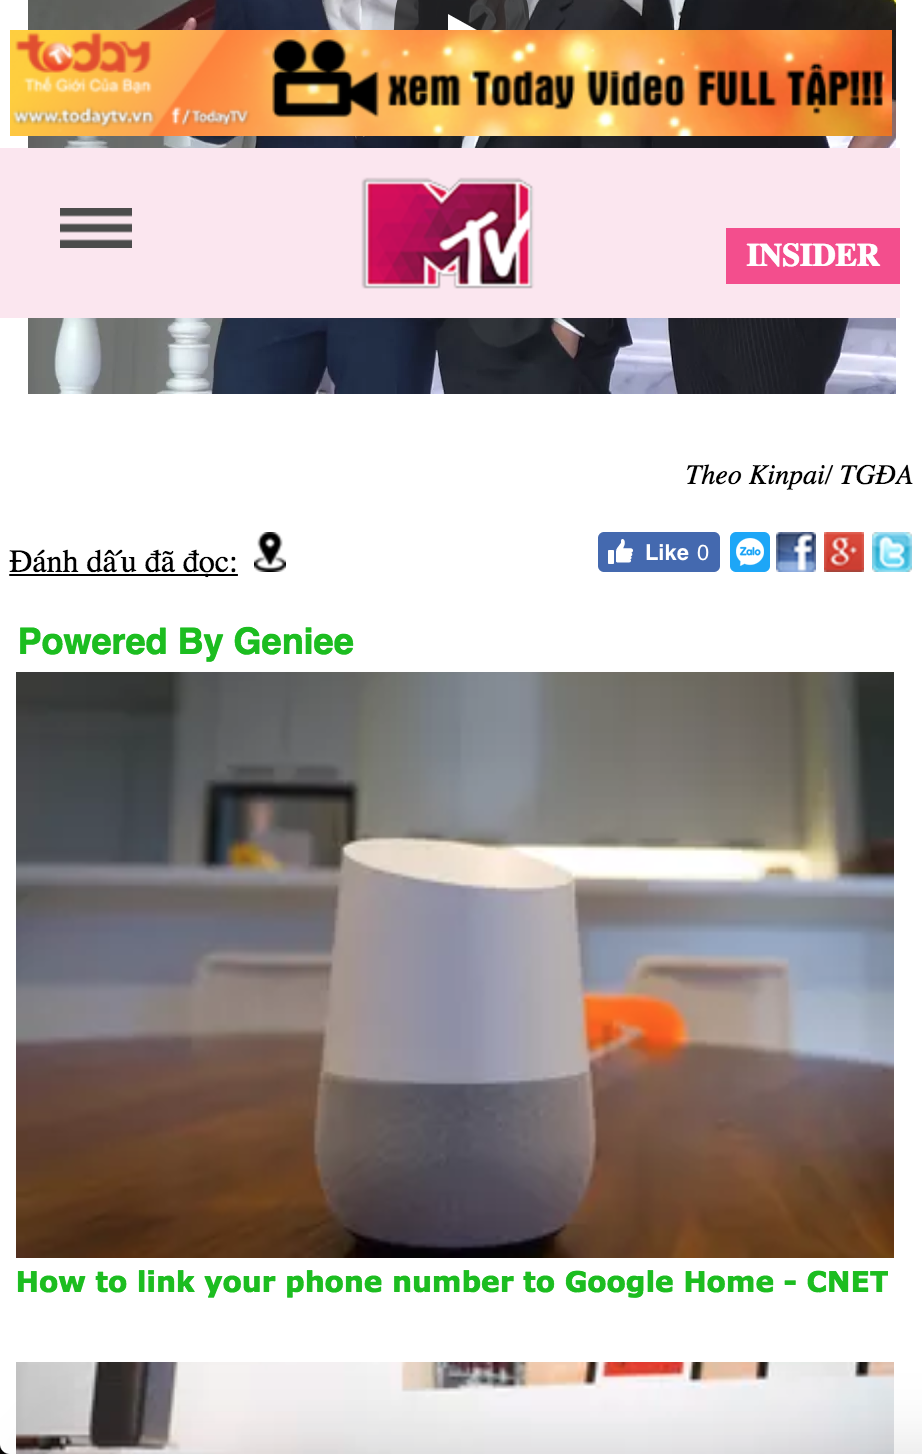 today
Thế Giới Của Bạn
www.todaytv.vn f/TodayTV
xem Today Video FULL TẬP!!!
MTV
INSIDER
Theo Kinpai/ TGĐA
Đánh dấu đã đọc:
Like 0
Zalo
f
g+
t
Powered By Geniee
How to link your phone number to Google Home - CNET